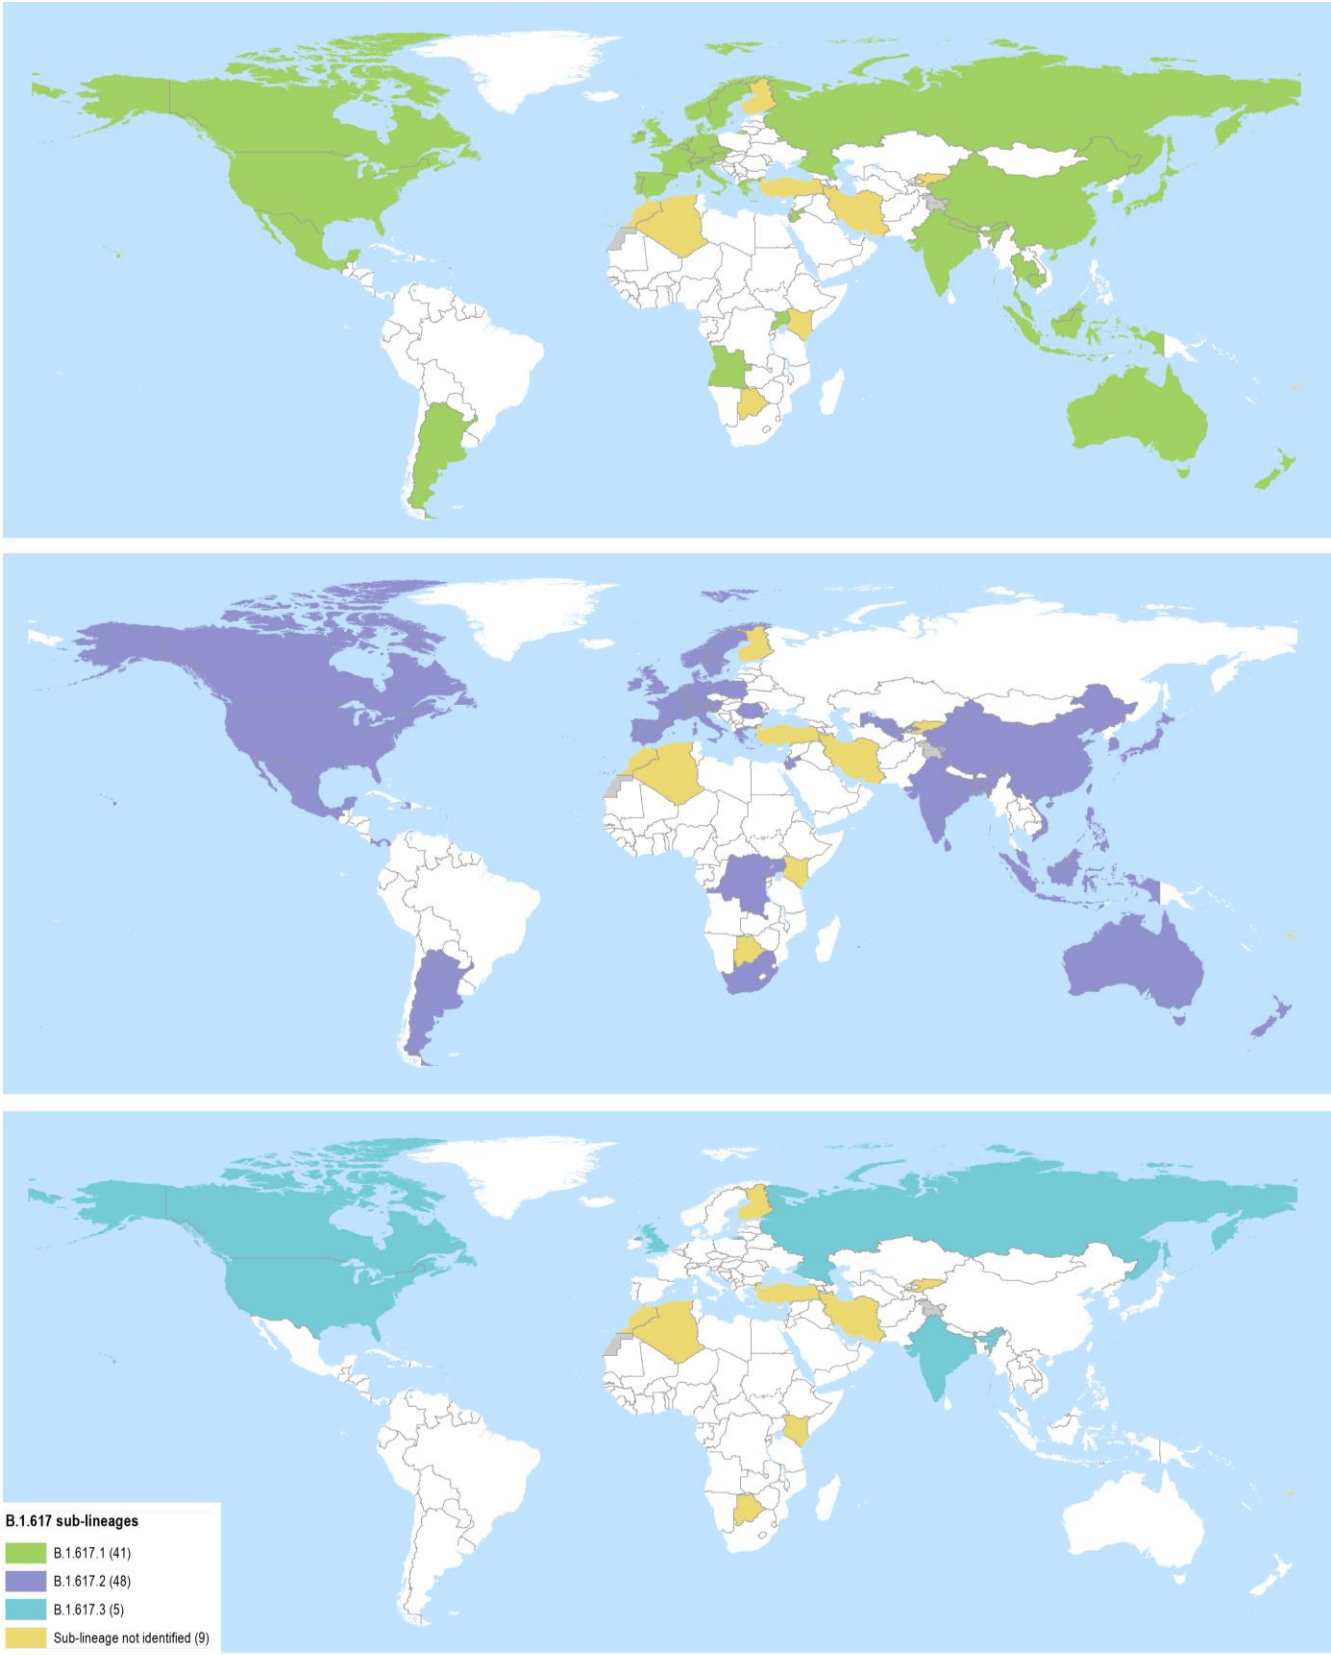 B.1.617 sub-lineages
B.1.617.1 (41)
B.1.617.2 (48)
B.1.617.3 (5)
Sub-lineage not identified (9)